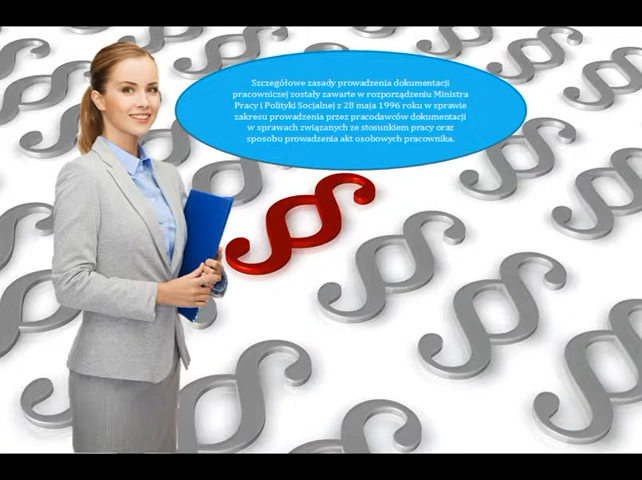 Szczegółowe zasady prowadzenia dokumentacji
pracowniczej zostały zawarte w rozporządzeniu Ministra
Pracy i Polityki Socjalnej z 28 maja 1996 roku w sprawie
zakresu prowadzenia przez pracodawców dokumentacji
w sprawach związanych ze stosunkiem pracy oraz
sposobu prowadzenia akt osobowych pracownika.